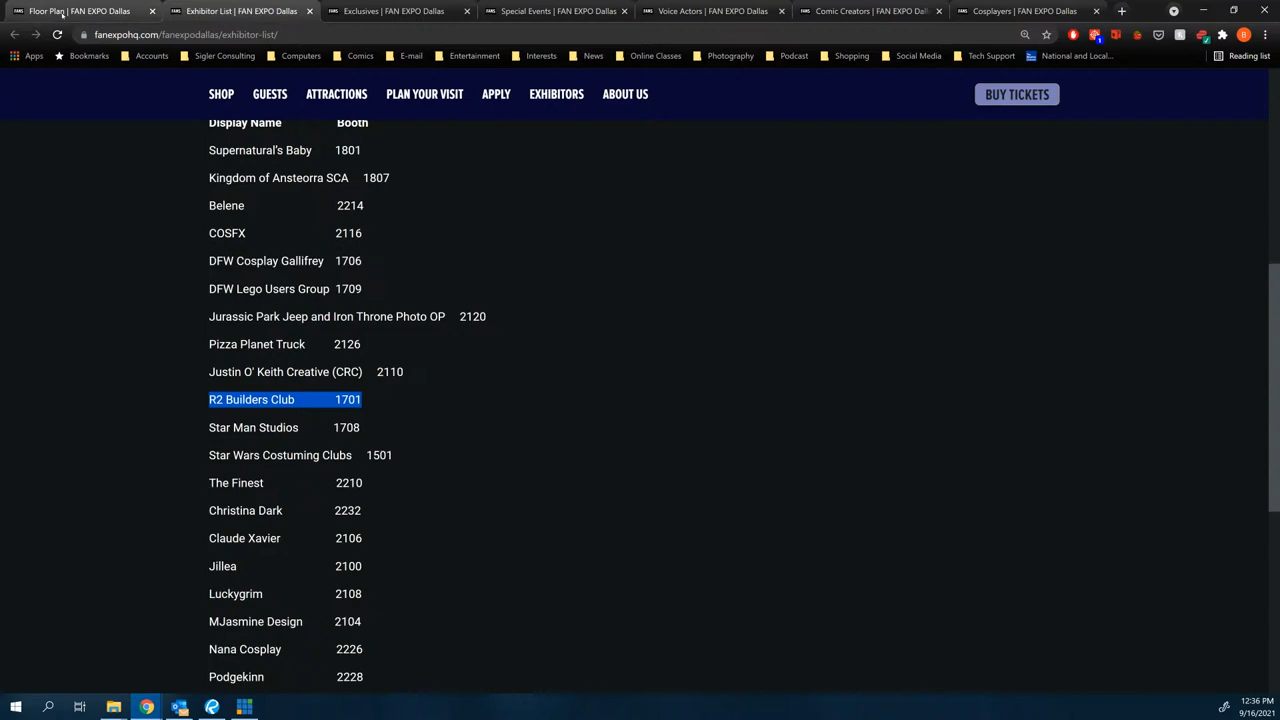 Floor Plan | FAN EXPO Dallas
Exhibitor List | FAN EXPO Dallas
Exclusives | FAN EXPO Dallas
Special Events | FAN EXPO Dallas
Voice Actors | FAN EXPO Dallas
Comic Creators | FAN EXPO Dallas
Cosplayers | FAN EXPO Dallas
fanexpohq.com/fanexpodallas/exhibitor-list/
Apps Bookmarks Accounts Sigler Consulting Computers Comics E-mail Entertainment Interests News Online Classes Photography Podcast Shopping Social Media Tech Support National and Local... Reading list
SHOP GUESTS ATTRACTIONS PLAN YOUR VISIT APPLY EXHIBITORS ABOUT US BUY TICKETS
Display Name Booth
Supernatural's Baby 1801
Kingdom of Ansteorra SCA 1807
Belene 2214
COSFX 2116
DFW Cosplay Gallifrey 1706
DFW Lego Users Group 1709
Jurassic Park Jeep and Iron Throne Photo OP 2120
Pizza Planet Truck 2126
Justin O' Keith Creative (CRC) 2110
R2 Builders Club 1701
Star Man Studios 1708
Star Wars Costuming Clubs 1501
The Finest 2210
Christina Dark 2232
Claude Xavier 2106
Jillea 2100
Luckygrim 2108
MJasmine Design 2104
Nana Cosplay 2226
Podgekinn 2228
12:36 PM
9/16/2021